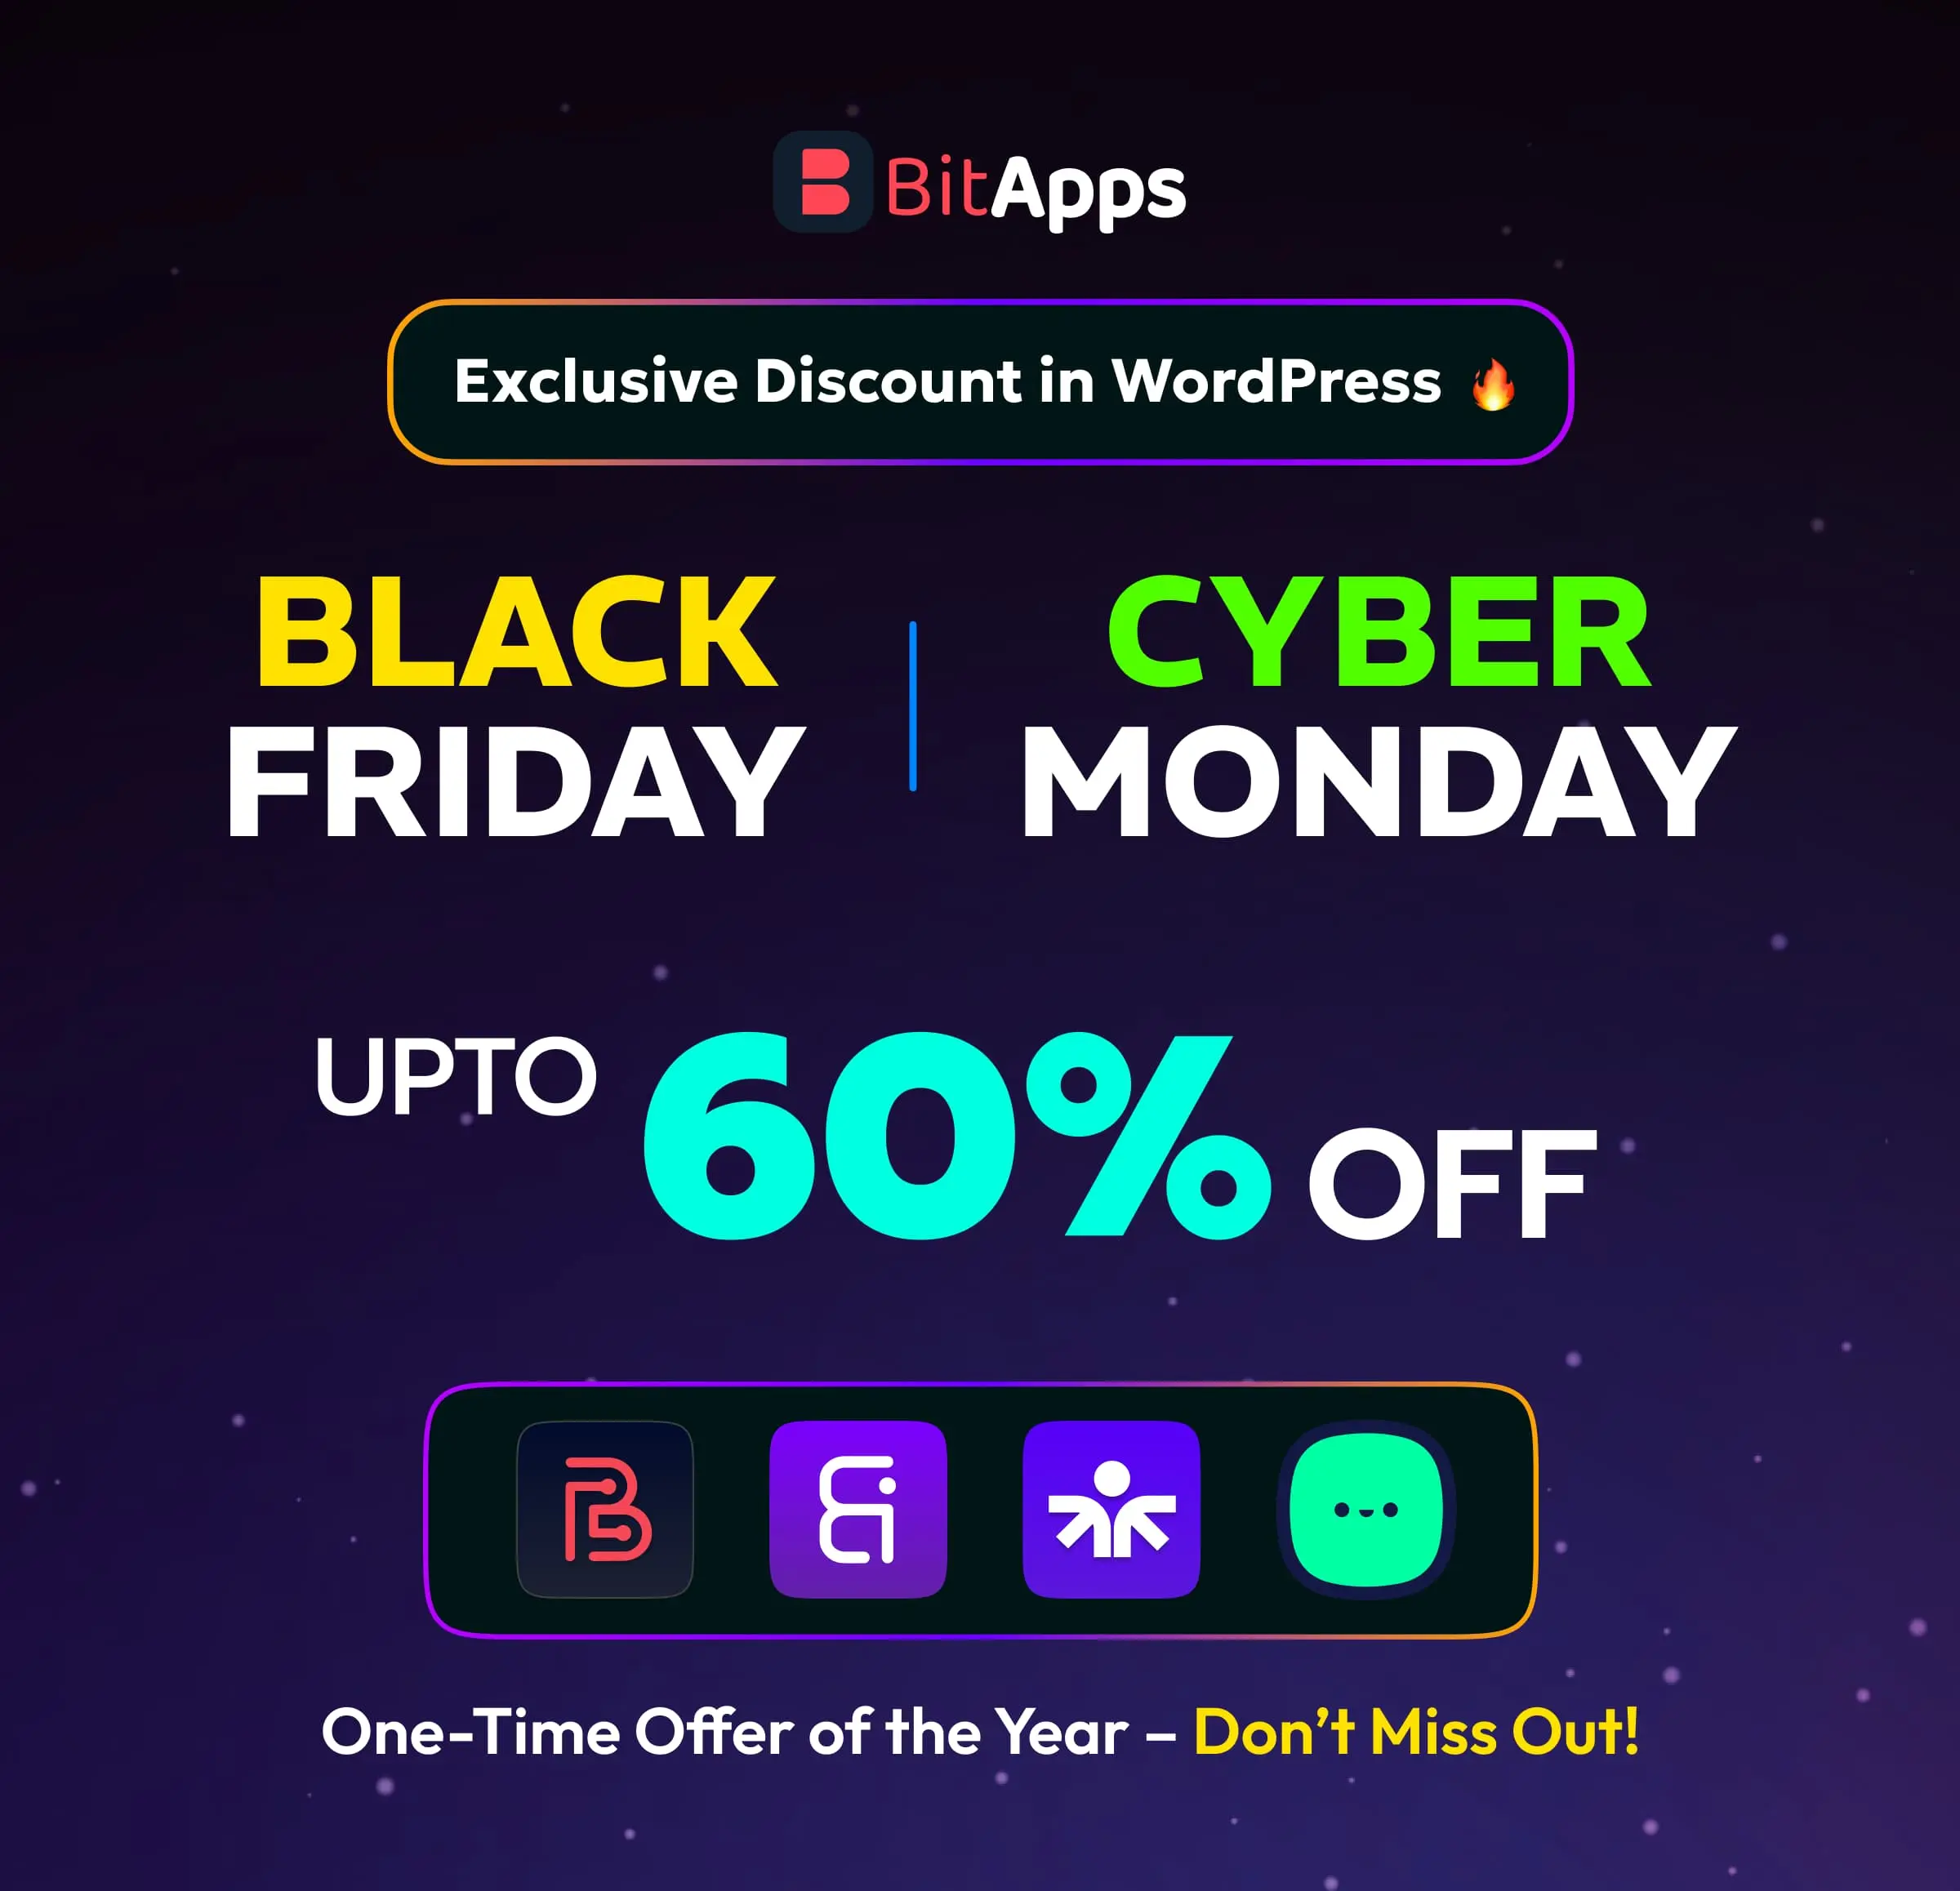 BitApps
Exclusive Discount in WordPress 🔥
BLACK
FRIDAY
CYBER
MONDAY
UPTO 60% OFF
One-Time Offer of the Year – Don’t Miss Out!